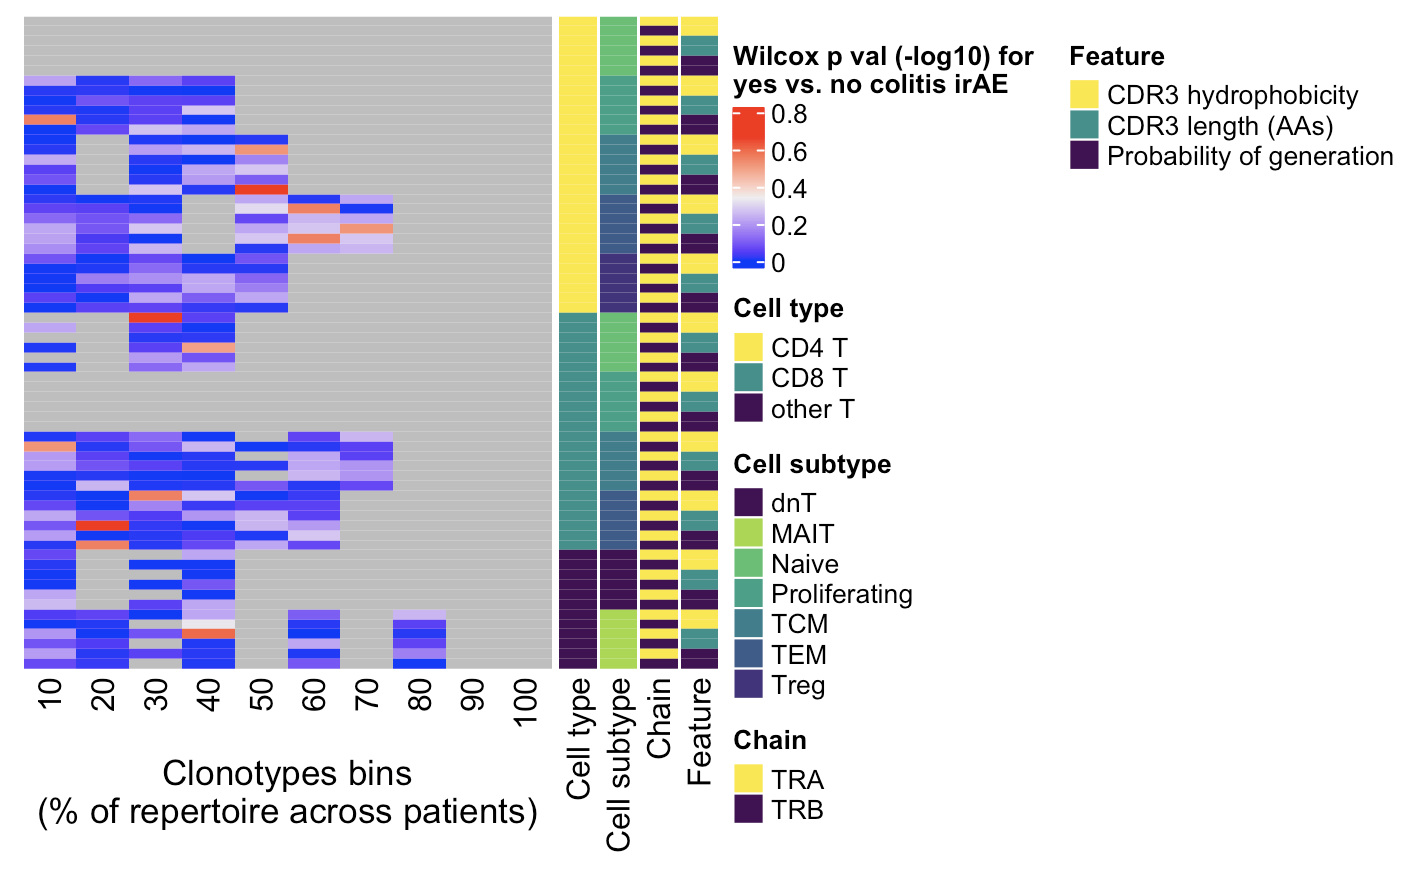 Wilcox p val (-log10) for
yes vs. no colitis irAE
0.8
0.6
0.4
0.2
0
Feature
CDR3 hydrophobicity
CDR3 length (AAs)
Probability of generation
Cell type
CD4 T
CD8 T
other T
Cell subtype
dnT
MAIT
Naive
Proliferating
TCM
TEM
Treg
Chain
TRA
TRB
10
20
30
40
50
60
70
80
90
100
Cell type
Cell subtype
Chain
Feature
Clonotypes bins
(% of repertoire across patients)